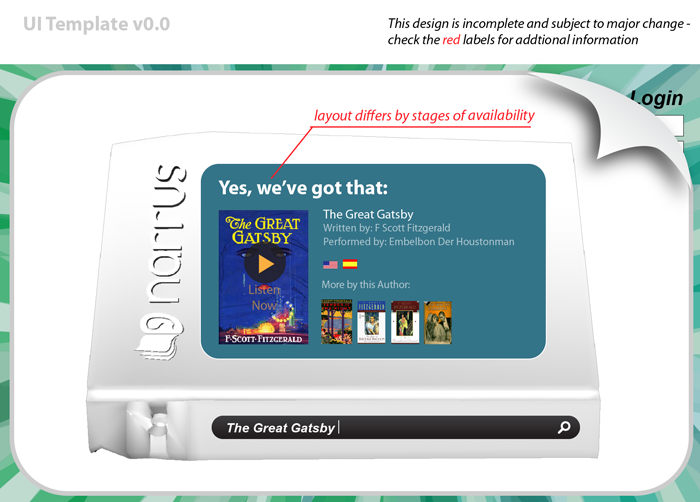 UI Template v0.0
This design is incomplete and subject to major change -
check the red labels for addtional information
Login
layout differs by stages of availability
narrus
Yes, we've got that:
The GREAT
GATSBY
Listen
Now
F·SCOTT·FITZGERALD
The Great Gatsby
Written by: F Scott Fitzgerald
Performed by: Embelbon Der Houstonman
More by this Author:
The Great Gatsby